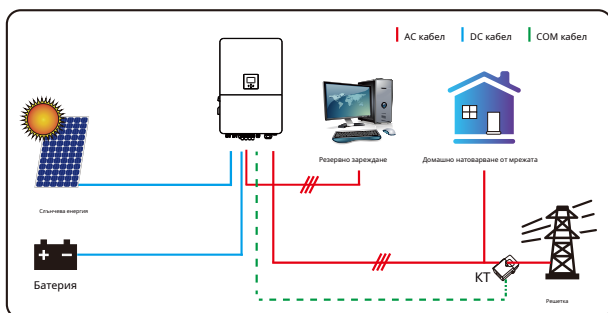 AC кабел
DC кабел
COM кабел
Резервно зареждане
Домашно натоварване от мрежата
Слънчева енергия
Батерия
КТ
Решетка